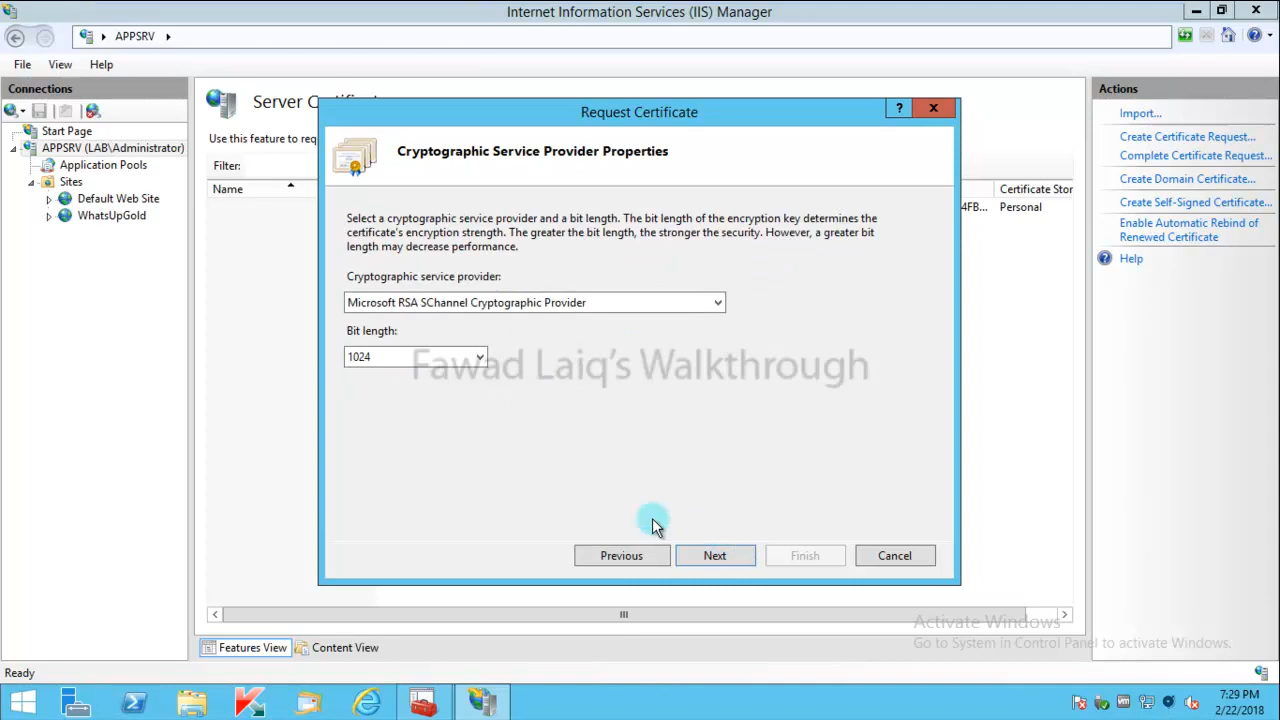 Internet Information Services (IIS) Manager
APPSRV
File View Help
Connections
Start Page
APPSRV (LAB\Administrator)
Application Pools
Sites
Default Web Site
WhatsUpGold
Server
Use this feature to req
Filter:
Name
Certificate Stor
4FB... Personal
Request Certificate
?
Cryptographic Service Provider Properties
Select a cryptographic service provider and a bit length. The bit length of the encryption key determines the
certificate's encryption strength. The greater the bit length, the stronger the security. However, a greater bit
length may decrease performance.
Cryptographic service provider:
Microsoft RSA SChannel Cryptographic Provider
Bit length:
1024
Fawad Laiq's Walkthrough
Previous Next Finish Cancel
Features View Content View
Actions
Import...
Create Certificate Request...
Complete Certificate Request...
Create Domain Certificate...
Create Self-Signed Certificate...
Enable Automatic Rebind of
Renewed Certificate
Help
Activate Windows
Go to System in Control Panel to activate Windows.
Ready
7:29 PM
2/22/2018